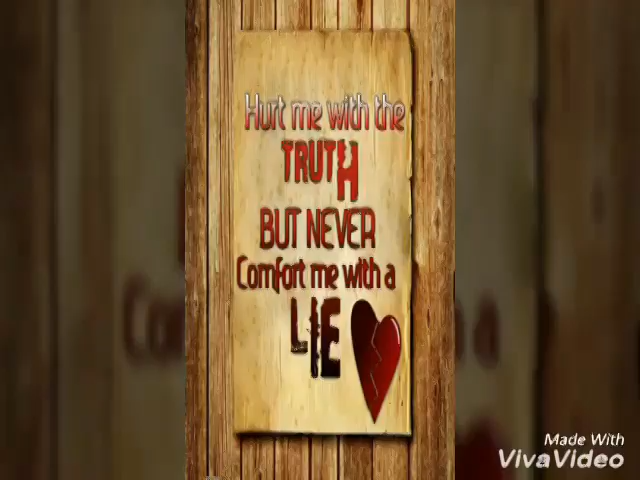 Hurt me with the
TRUTH
BUT NEVER
Comfort me with a
LIE
Made With
VivaVideo